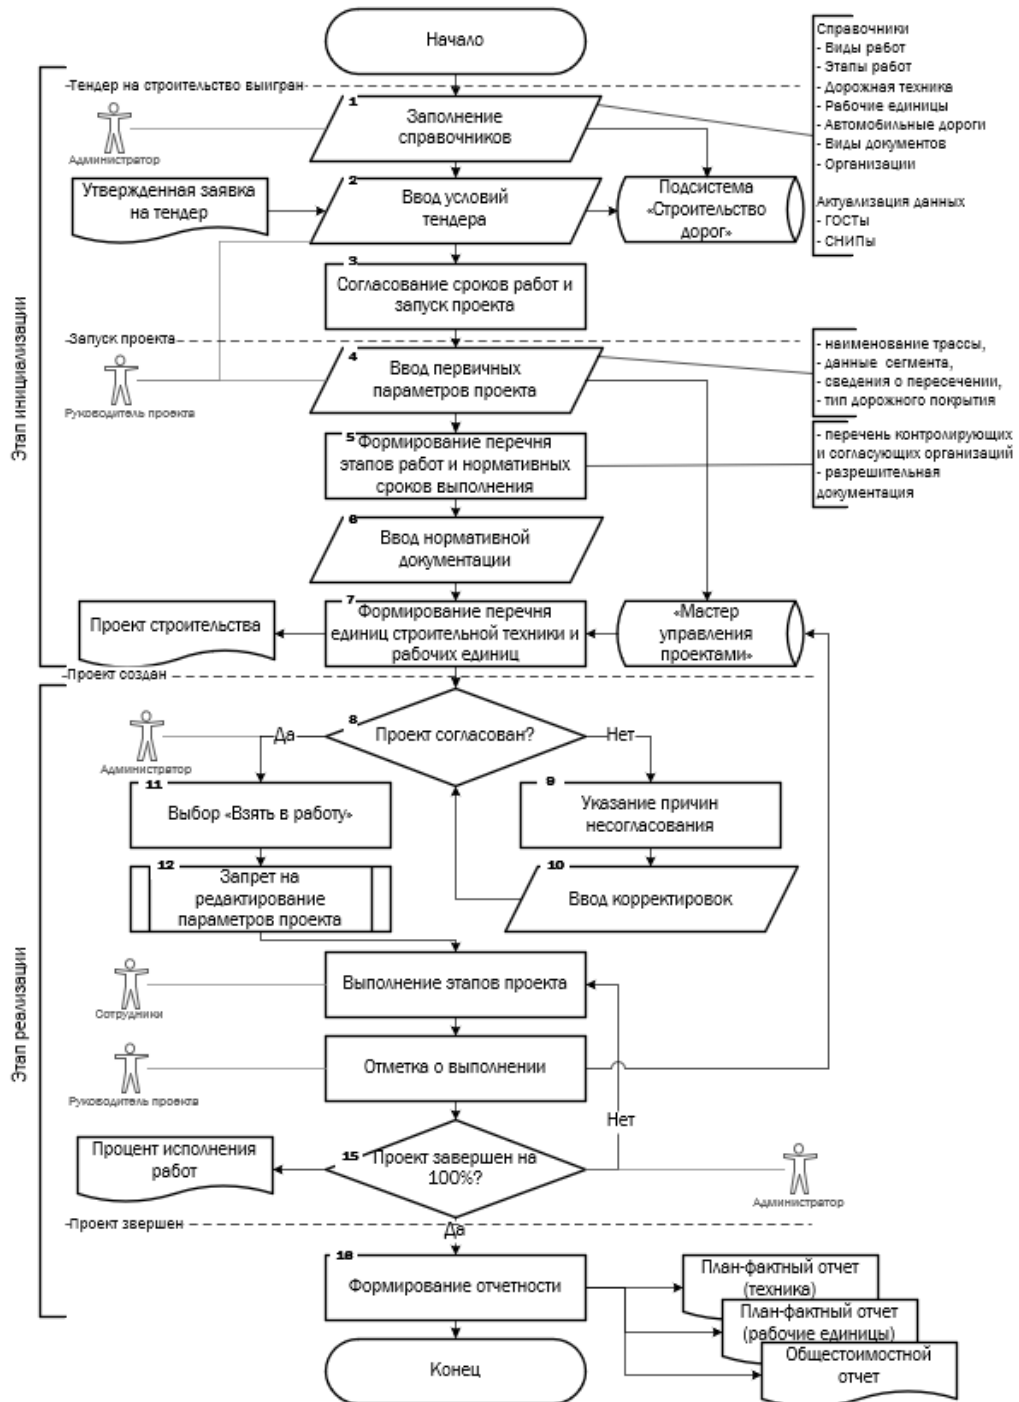 Начало
Справочники
- Виды работ
- Этапы работ
- Дорожная техника
- Рабочие единицы
- Автомобильные дороги
- Виды документов
- Организации
Актуализация данных
- ГОСТы
- СНИПы
Этап инициализации
Тендер на строительство выигран
Администратор
1
Заполнение
справочников
Утвержденная заявка
на тендер
2
Ввод условий
тендера
Подсистема
«Строительство
дорог»
3
Согласование сроков работ и
запуск проекта
Запуск проекта
Руководитель проекта
4
Ввод первичных
параметров проекта
- наименование трассы,
- данные сегмента,
- сведения о пересечении,
- тип дорожного покрытия
5
Формирование перечня
этапов работ и нормативных
сроков выполнения
- перечень контролирующих
и согласующих организаций
- разрешительная
документация
6
Ввод нормативной
документации
Проект строительства
7
Формирование перечня
единиц строительной техники и
рабочих единиц
«Мастер
управления
проектами»
Проект создан
Этап реализации
Администратор
8
Проект согласован?
Да
Нет
11
Выбор «Взять в работу»
9
Указание причин
несогласования
12
Запрет на
редактирование
параметров проекта
10
Ввод корректировок
Сотрудники
Выполнение этапов проекта
Руководитель проекта
Отметка о выполнении
Нет
Процент исполнения
работ
15
Проект завершен на
100%?
Администратор
Проект звершен
Да
16
Формирование отчетности
План-фактный отчет
(техника)
План-фактный отчет
(рабочие единицы)
Общестоимостной
отчет
Конец